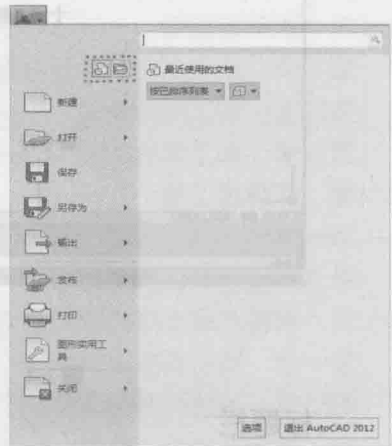 最近使用的文档
按已排序列表
新建
打开
保存
另存为
输出
发布
打印
图形实用工
具
关闭
选项
退出 AutoCAD 2012